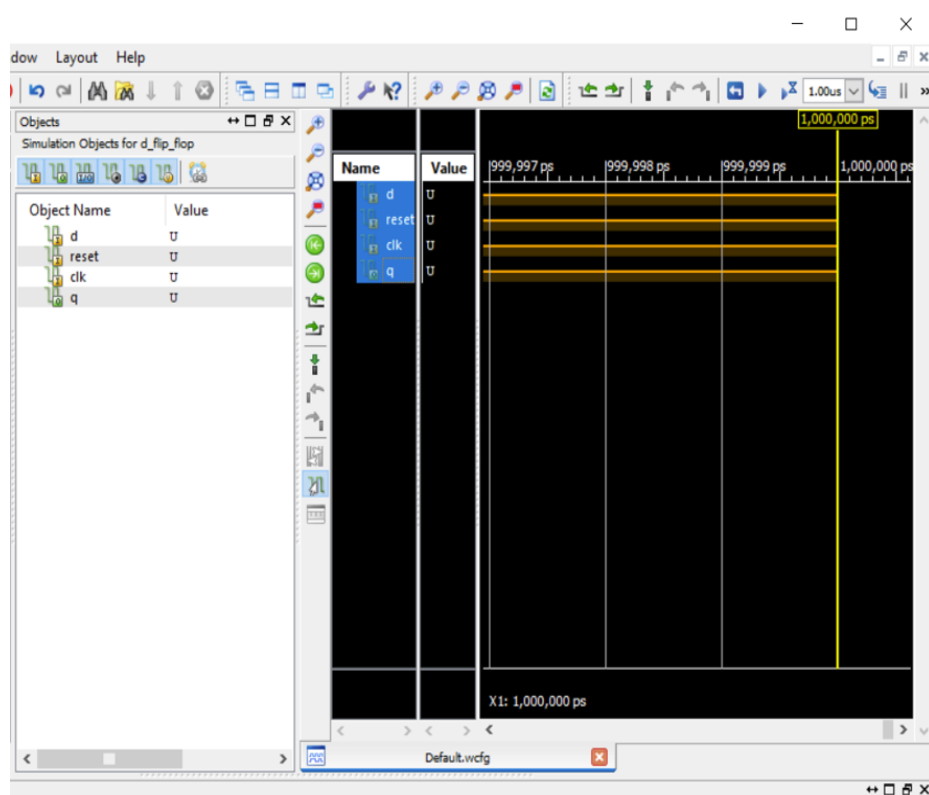 dow Layout Help
1.00us
Objects
Simulation Objects for d_flip_flop
Object Name Value
d U
reset U
clk U
q U
1,000,000 ps
Name Value
999,997 ps 999,998 ps 999,999 ps 1,000,000 ps
d U
reset U
clk U
q U
X1: 1,000,000 ps
Default.wcfg